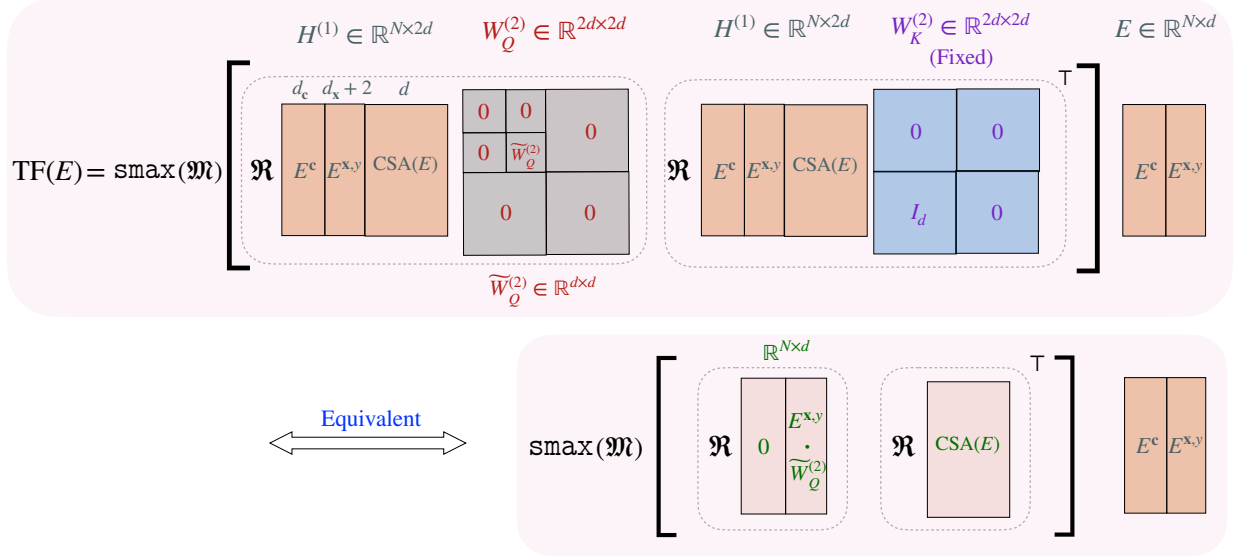 H^{(1)} ∈ ℝ^{N×2d} W_Q^{(2)} ∈ ℝ^{2d×2d} H^{(1)} ∈ ℝ^{N×2d} W_K^{(2)} ∈ ℝ^{2d×2d} E ∈ ℝ^{N×d}
(Fixed)
⊤
d_𝐜 d_𝐱 + 2 d
0 0 0 0 0
TF(E) = smax(𝔐) [ ℜ E^𝐜 E^{𝐱,y} CSA(E) 0 W̃_Q^{(2)} ℜ E^𝐜 E^{𝐱,y} CSA(E) ] E^𝐜 E^{𝐱,y}
0 0 I_d 0
W̃_Q^{(2)} ∈ ℝ^{d×d}
ℝ^{N×d}
⊤
Equivalent
smax(𝔐) [ ℜ 0 E^{𝐱,y} · W̃_Q^{(2)} ℜ CSA(E) ] E^𝐜 E^{𝐱,y}